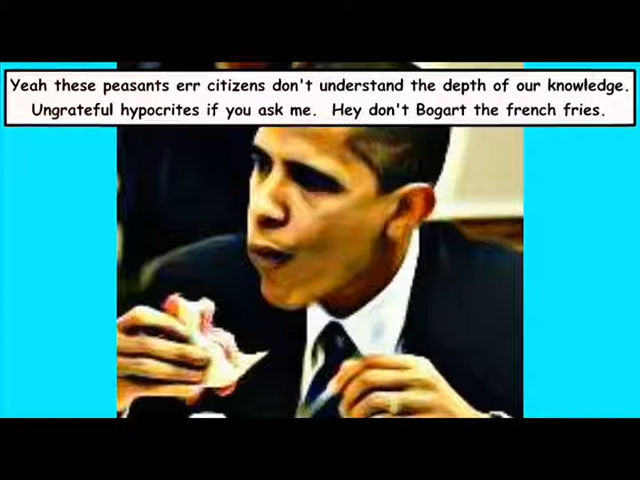 Yeah these peasants err citizens don't understand the depth of our knowledge.
Ungrateful hypocrites if you ask me. Hey don't Bogart the french fries.